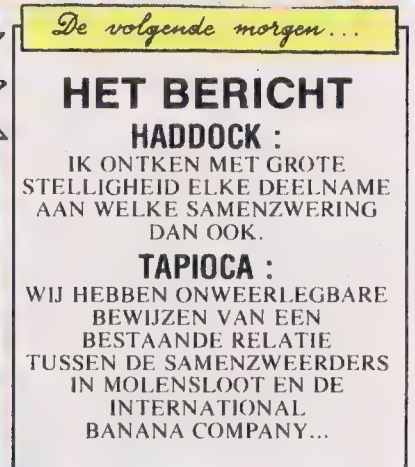 De volgende morgen...
HET BERICHT
HADDOCK :
IK ONTKEN MET GROTE
STELLIGHEID ELKE DEELNAME
AAN WELKE SAMENZWERING
DAN OOK.
TAPIOCA :
WIJ HEBBEN ONWEERLEGBARE
BEWIJZEN VAN EEN
BESTAANDE RELATIE
TUSSEN DE SAMENZWEERDERS
IN MOLENSLOOT EN DE
INTERNATIONAL
BANANA COMPANY...